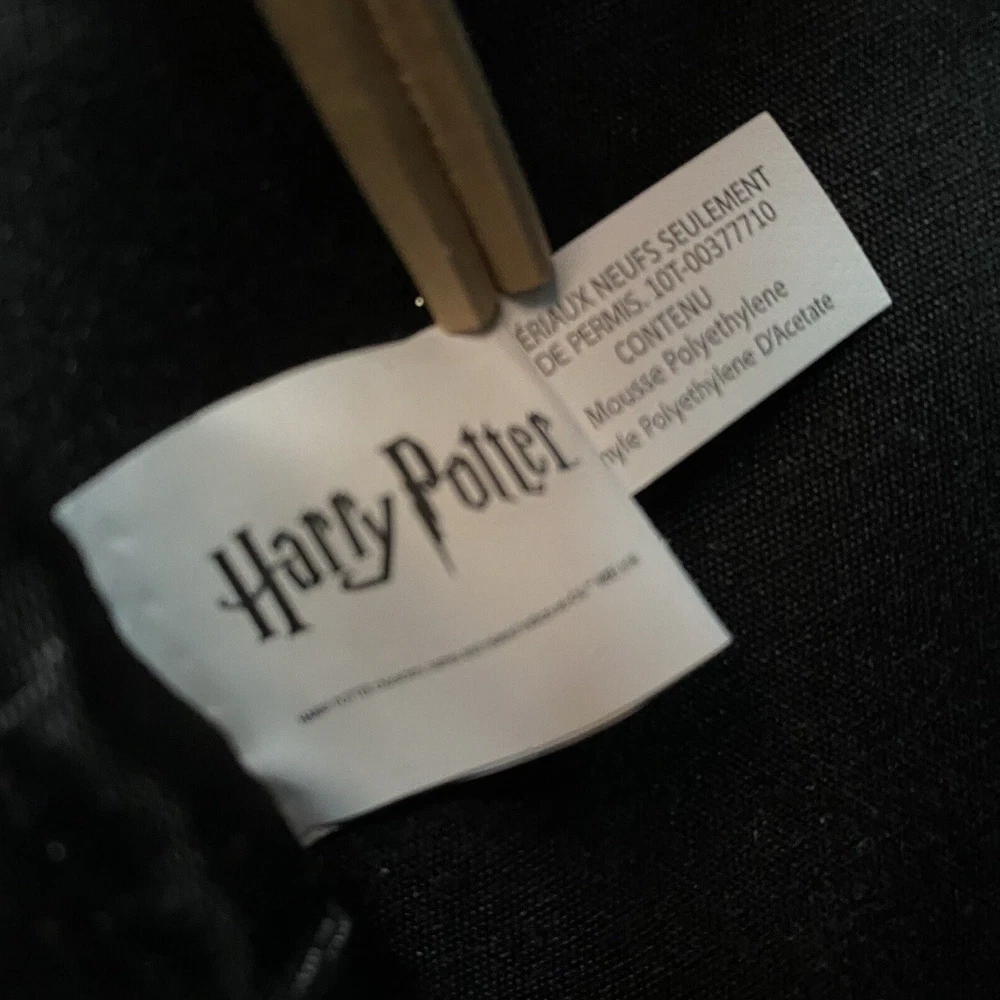 Harry Potter
ÉRIAUX NEUFS SEULEMENT
DE PERMIS. 10T-00377710
CONTENU
Mousse Polyethylene
nyle Polyethylene D'Acetate